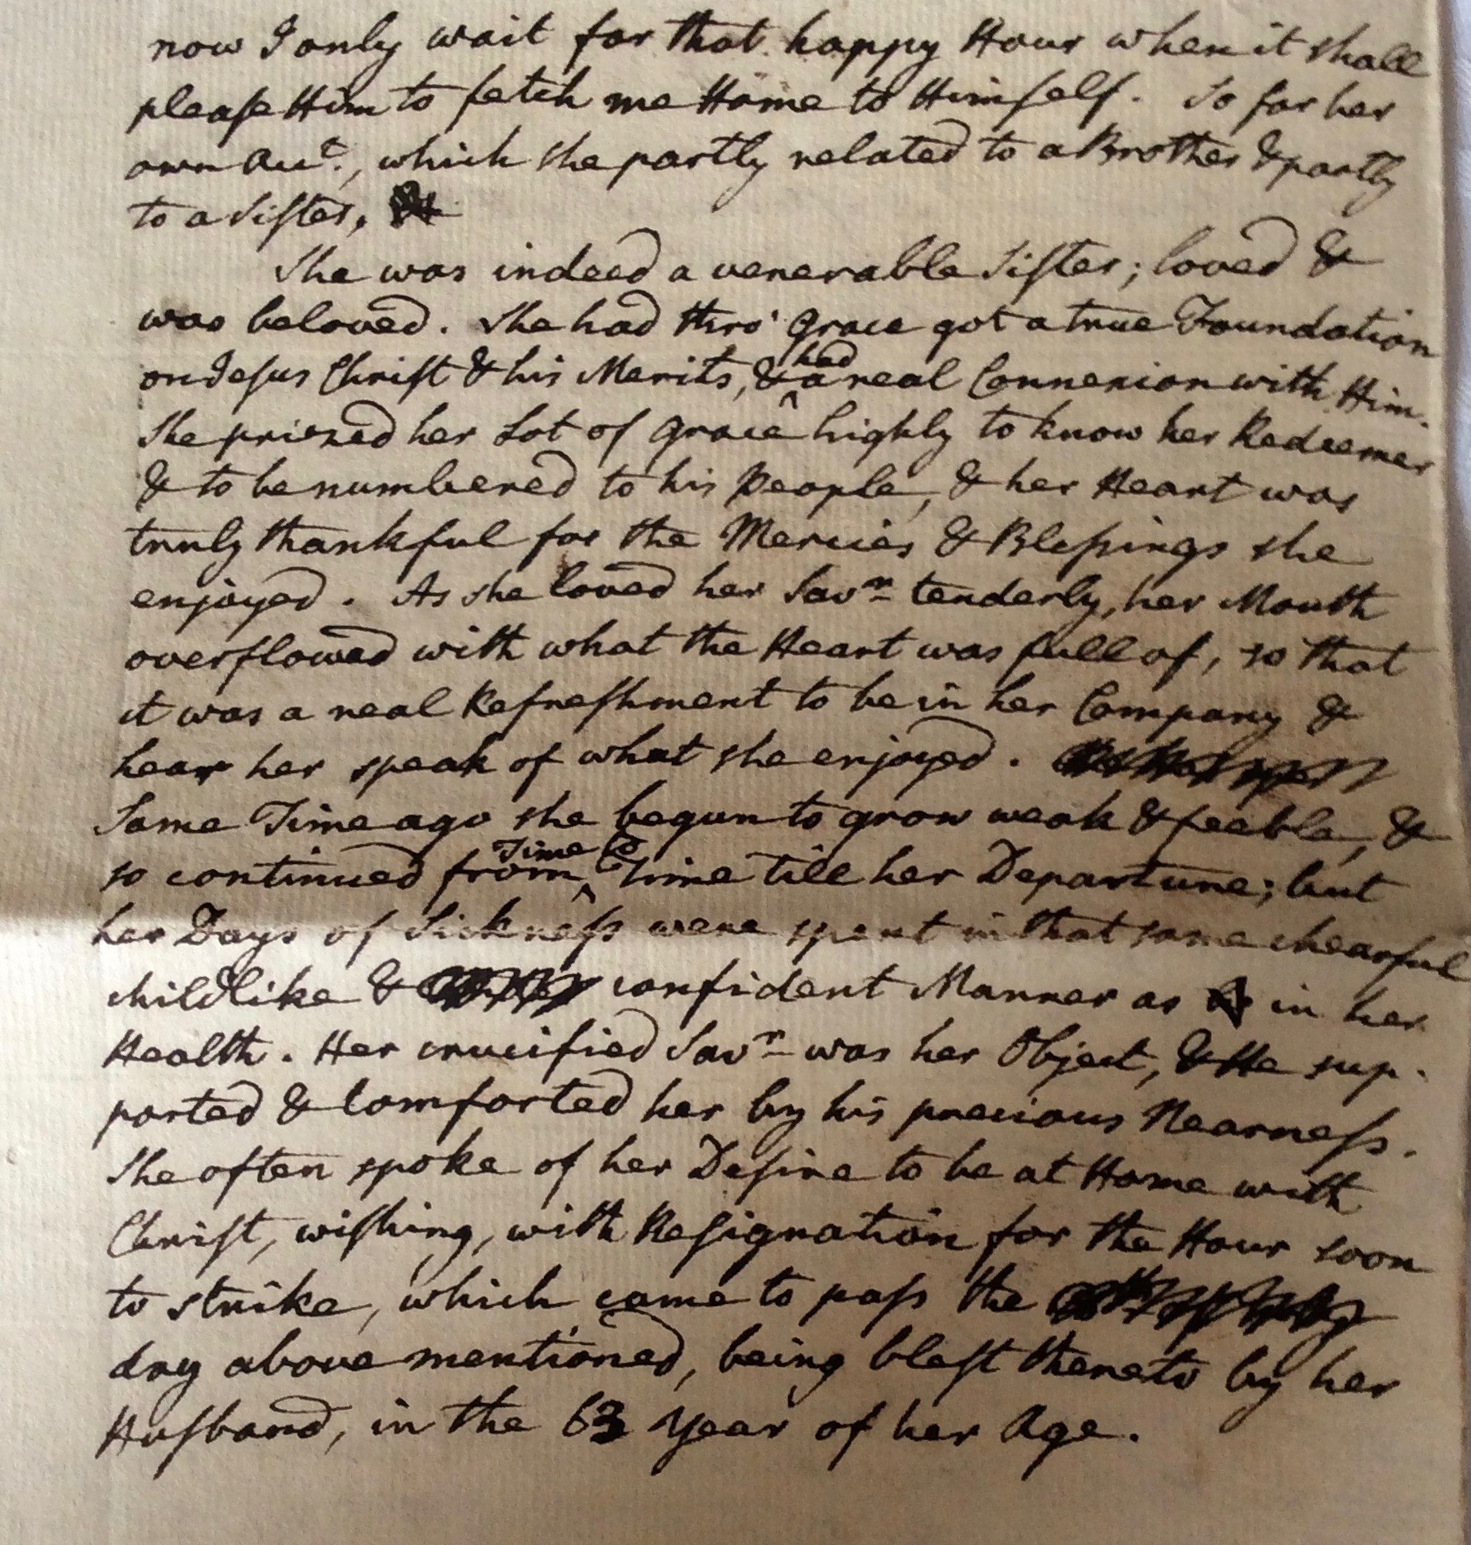 now I only wait for that happy Hour when it shall
pleaſe Him to fetch me Home to Himſelf. So far her
own Acct., which she partly related to a Brother & partly
to a Siſter.
She was indeed a venerable Siſter; loved &
was beloved. She had thro' Grace got a true Foundation
on Jeſus Chriſt & his Merits, & had a real Connexion with Him.
She priezed her Lot of Grace highly to know her Redeemer
& to be numbered to his People, & her Heart was
truly thankful for the Mercies & Bleſsings she
enjoyed. As she loved her Savr. tenderly, her Mouth
overflowed with what the Heart was full of, so that
it was a real Refreſhment to be in her Company &
hear her speak of what she enjoyed.
Some Time ago she begun to grow weak & feeble, &
so continued from Time to Time till her Departure; but
her Days of Sickneſs were spent in that same chearful
childlike & confident Manner as in her
Health. Her crucified Savr. was her Object, & He sup-
ported & comforted her by his precious Nearneſs.
She often spoke of her Deſire to be at Home with
Chriſt, wiſhing, with Reſignation for the Hour soon
to strike, which came to paſs the
day above mentioned, being bleſt thereto by her
Huſband, in the 63 Year of her Age.